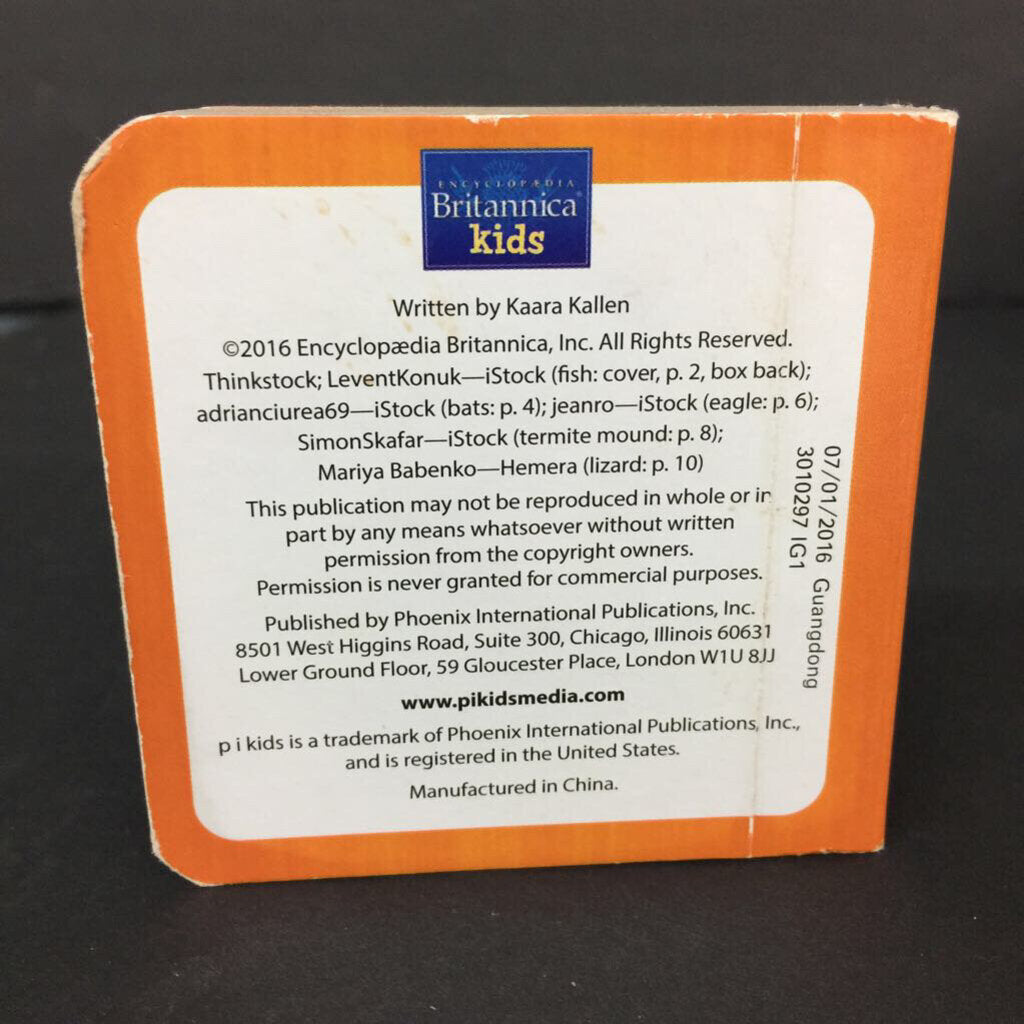 ENCYCLOPÆDIA
Britannica®
kids
Written by Kaara Kallen
©2016 Encyclopædia Britannica, Inc. All Rights Reserved.
Thinkstock; LeventKonuk—iStock (fish: cover, p. 2, box back);
adrianciurea69—iStock (bats: p. 4); jeanro—iStock (eagle: p. 6);
SimonSkafar—iStock (termite mound: p. 8);
Mariya Babenko—Hemera (lizard: p. 10)
This publication may not be reproduced in whole or in
part by any means whatsoever without written
permission from the copyright owners.
Permission is never granted for commercial purposes.
Published by Phoenix International Publications, Inc.
8501 West Higgins Road, Suite 300, Chicago, Illinois 60631
Lower Ground Floor, 59 Gloucester Place, London W1U 8JJ
www.pikidsmedia.com
p i kids is a trademark of Phoenix International Publications, Inc.,
and is registered in the United States.
Manufactured in China.
07/01/2016 Guangdong
3010297 IG1